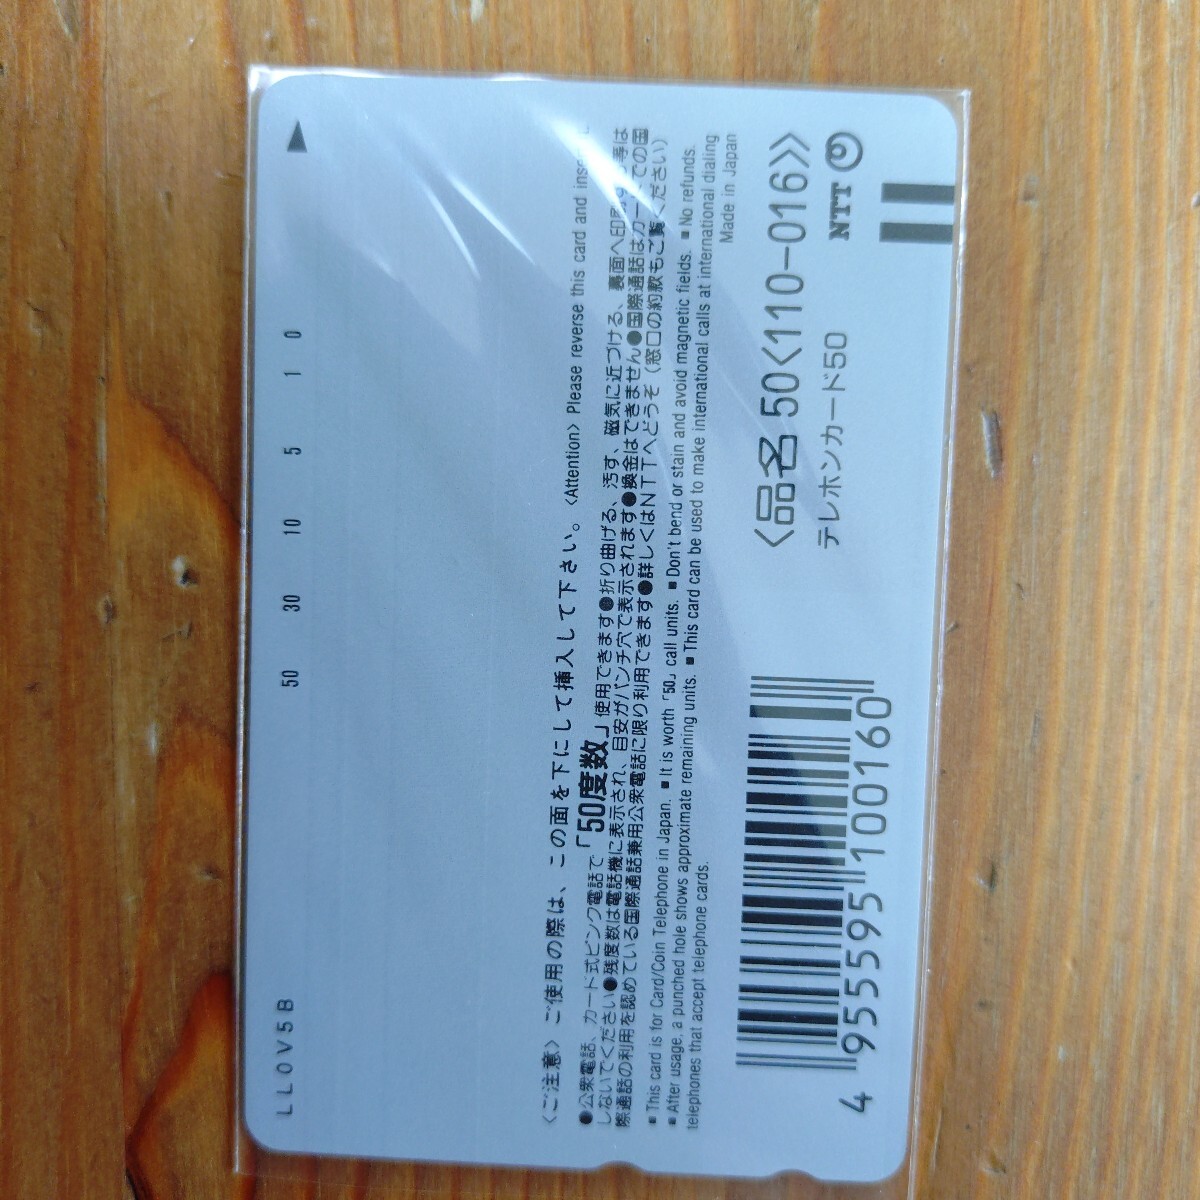 LL0V5B 50 30 10 5 1 0
〈ご注意〉ご使用の際は、この面を下にして挿入して下さい。〈Attention〉Please reverse this card and
●公衆電話、カード式ピンク電話で「50度数」使用できます●折り曲げる、汚す、磁気に近づける、裏面へ印刷する等は
しないでください●残度数は電話機に表示され、目安がパンチ穴で表示されます●換金はできません●国際通話はカードでの国
際通話の利用を認めている国際通話兼用公衆電話に限り利用できます●詳しくはNTTへどうぞ（窓口の約款もご覧ください）
■This card is for Card/Coin Telephone in Japan. ■It is worth「50」call units. ■Don't bend or stain and avoid magnetic fields. ■No refunds.
■After usage, a punched hole shows approximate remaining units. ■This card can be used to make international calls at international dialing
telephones that accept telephone cards. Made in Japan
〈品名 50〈110-016〉〉
テレホンカード50 NTT
4 955595 100160